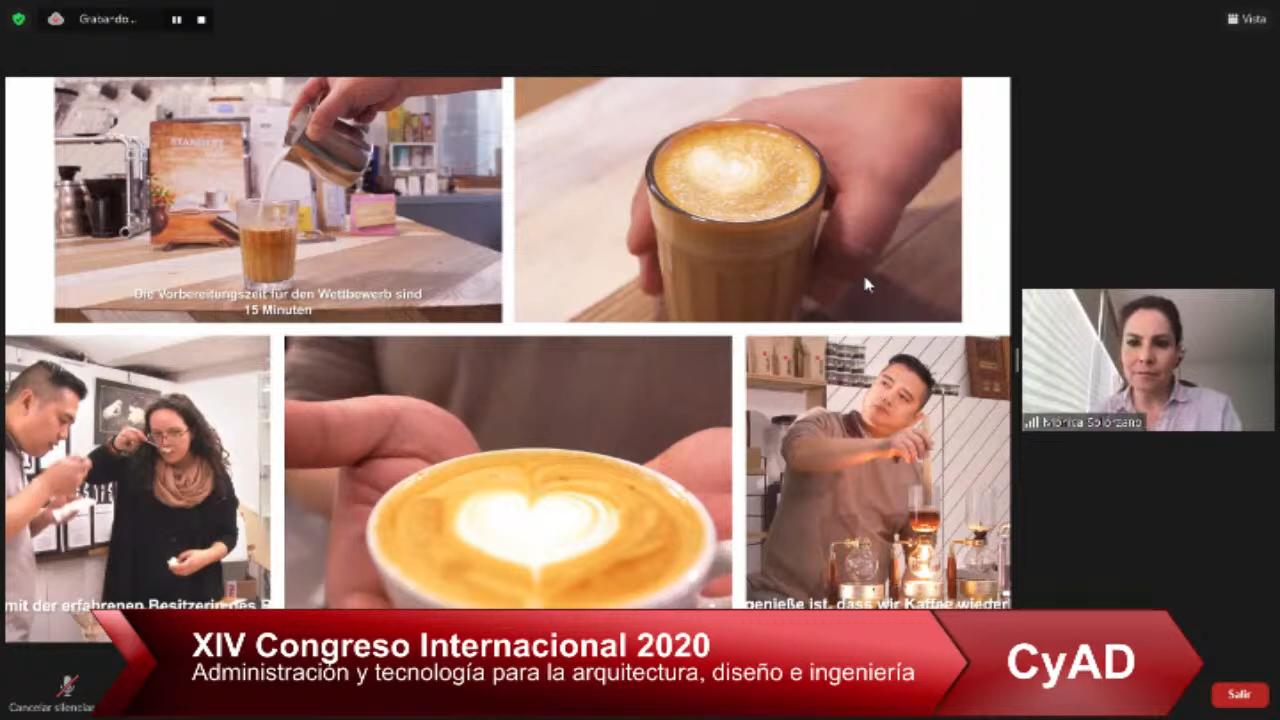 Grabando...
Vista
STANDERT
Die Vorbereitungszeit für den Wettbewerb sind
15 Minuten
Mónica Solórzano
mit der erfahrenen Besitzerin des
genieße ist, dass wir Kaffee wieder
XIV Congreso Internacional 2020
Administración y tecnología para la arquitectura, diseño e ingeniería
CyAD
Cancelar silenciar
Salir